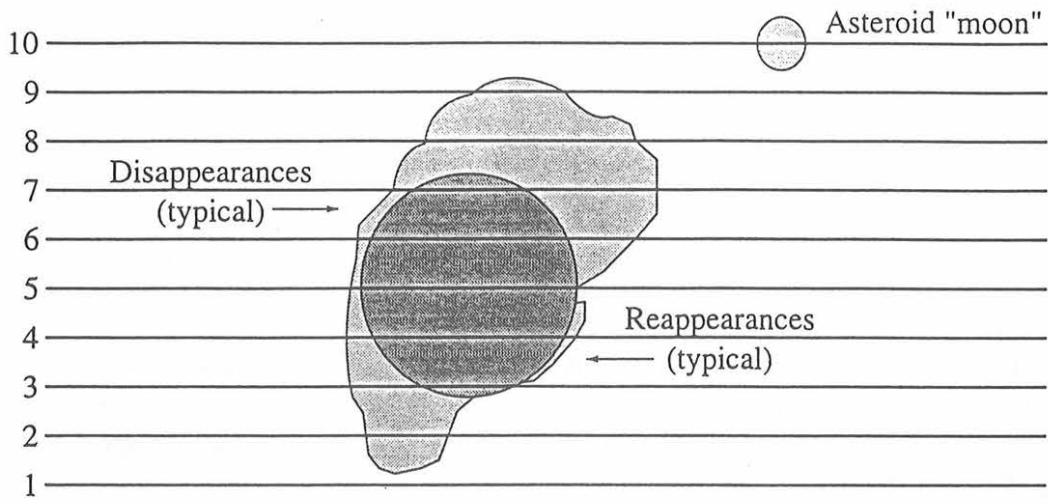 Asteroid "moon"
10
9
8
Disappearances
7
(typical)
6
5
Reappearances
4
(typical)
3
2
1